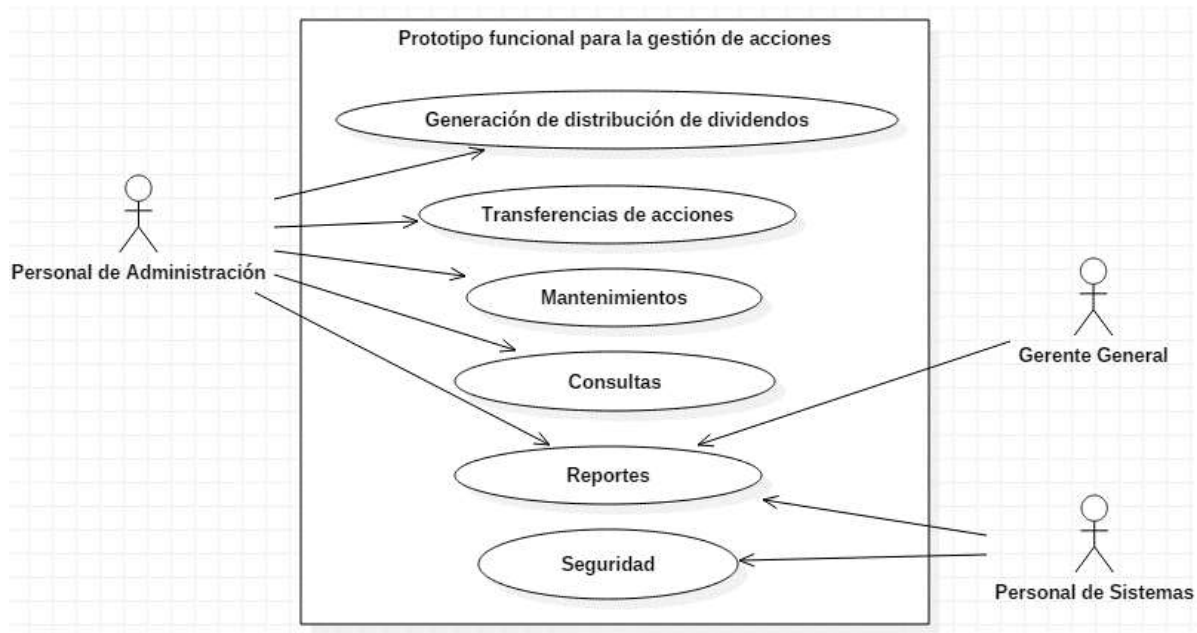 Prototipo funcional para la gestión de acciones
Generación de distribución de dividendos
Transferencias de acciones
Personal de Administración
Mantenimientos
Gerente General
Consultas
Reportes
Seguridad
Personal de Sistemas